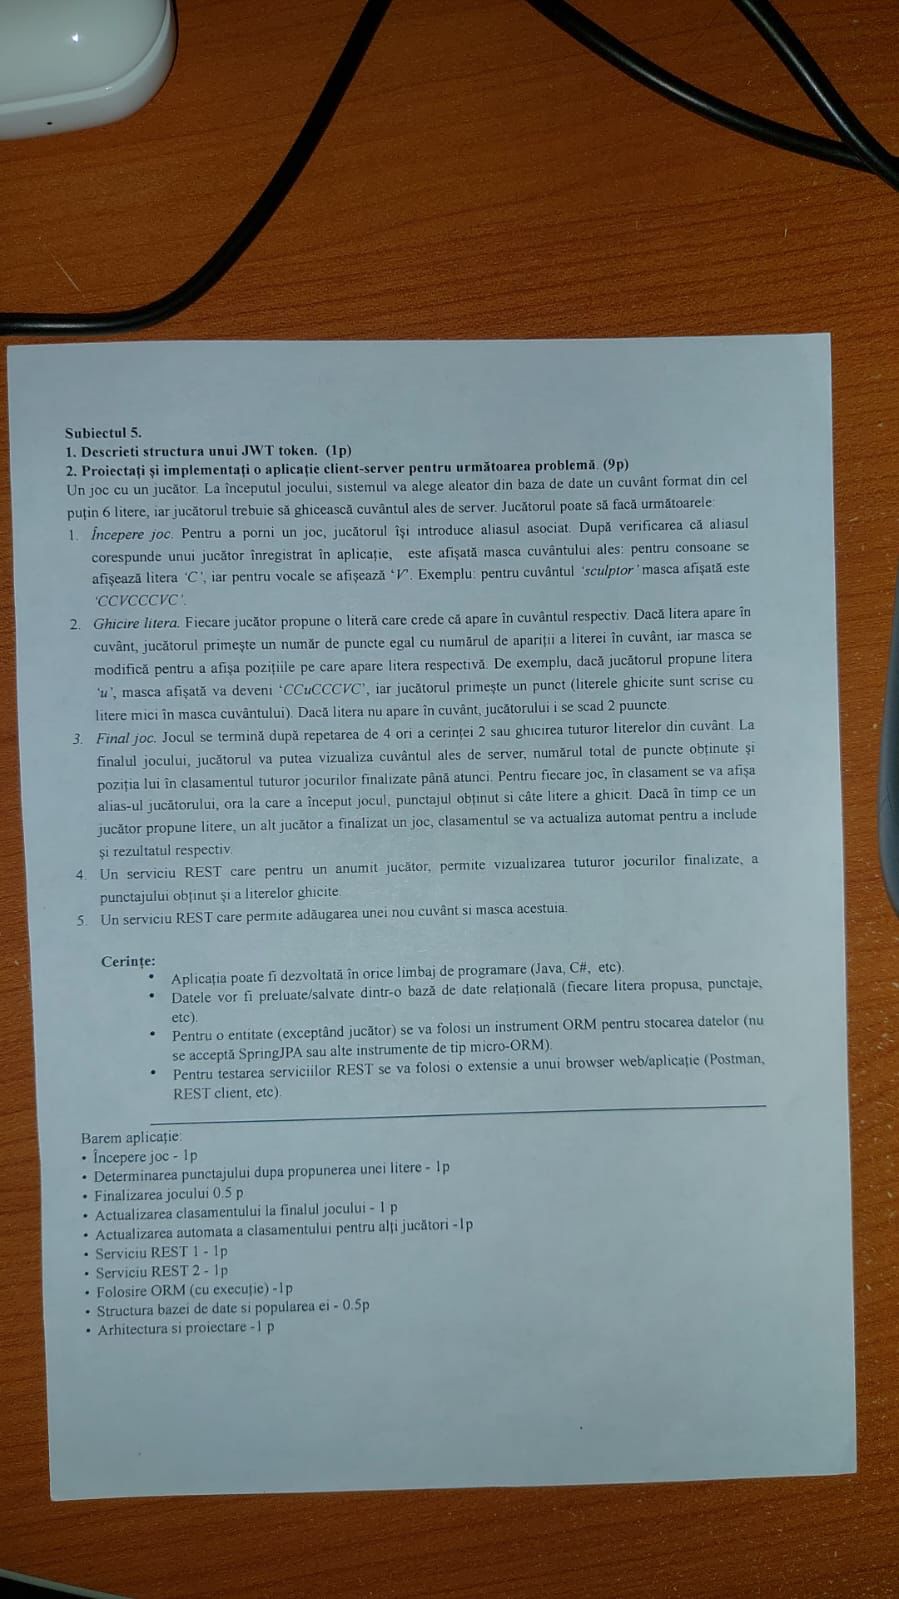 Subiectul 5.
1. Descrieti structura unui JWT token. (1p)
2. Proiectați și implementați o aplicație client-server pentru următoarea problemă. (9p)
Un joc cu un jucător. La începutul jocului, sistemul va alege aleator din baza de date un cuvânt format din cel
puțin 6 litere, iar jucătorul trebuie să ghicească cuvântul ales de server. Jucătorul poate să facă următoarele:
1. Începere joc. Pentru a porni un joc, jucătorul își introduce aliasul asociat. După verificarea că aliasul
corespunde unui jucător înregistrat în aplicație, este afișată masca cuvântului ales: pentru consoane se
afișează litera ‘C’, iar pentru vocale se afișează ‘V’. Exemplu: pentru cuvântul ‘sculptor’ masca afișată este
‘CCVCCCVC’.
2. Ghicire litera. Fiecare jucător propune o literă care crede că apare în cuvântul respectiv. Dacă litera apare în
cuvânt, jucătorul primește un număr de puncte egal cu numărul de apariții a literei în cuvânt, iar masca se
modifică pentru a afișa pozițiile pe care apare litera respectivă. De exemplu, dacă jucătorul propune litera
‘u’, masca afișată va deveni ‘CCuCCCVC’, iar jucătorul primește un punct (literele ghicite sunt scrise cu
litere mici în masca cuvântului). Dacă litera nu apare în cuvânt, jucătorului i se scad 2 puuncte.
3. Final joc. Jocul se termină după repetarea de 4 ori a cerinței 2 sau ghicirea tuturor literelor din cuvânt. La
finalul jocului, jucătorul va putea vizualiza cuvântul ales de server, numărul total de puncte obținute și
poziția lui în clasamentul tuturor jocurilor finalizate până atunci. Pentru fiecare joc, în clasament se va afișa
alias-ul jucătorului, ora la care a început jocul, punctajul obținut si câte litere a ghicit. Dacă în timp ce un
jucător propune litere, un alt jucător a finalizat un joc, clasamentul se va actualiza automat pentru a include
și rezultatul respectiv.
4. Un serviciu REST care pentru un anumit jucător, permite vizualizarea tuturor jocurilor finalizate, a
punctajului obținut și a literelor ghicite.
5. Un serviciu REST care permite adăugarea unei nou cuvânt si masca acestuia.
Cerințe:
• Aplicația poate fi dezvoltată în orice limbaj de programare (Java, C#, etc).
• Datele vor fi preluate/salvate dintr-o bază de date relațională (fiecare litera propusa, punctaje,
etc).
• Pentru o entitate (exceptând jucător) se va folosi un instrument ORM pentru stocarea datelor (nu
se acceptă SpringJPA sau alte instrumente de tip micro-ORM).
• Pentru testarea serviciilor REST se va folosi o extensie a unui browser web/aplicație (Postman,
REST client, etc).
Barem aplicație:
• Începere joc - 1p
• Determinarea punctajului dupa propunerea unei litere - 1p
• Finalizarea jocului 0.5 p
• Actualizarea clasamentului la finalul jocului - 1 p
• Actualizarea automata a clasamentului pentru alți jucători -1p
• Serviciu REST 1 - 1p
• Serviciu REST 2 - 1p
• Folosire ORM (cu execuție) -1p
• Structura bazei de date si popularea ei - 0.5p
• Arhitectura si proiectare -1 p